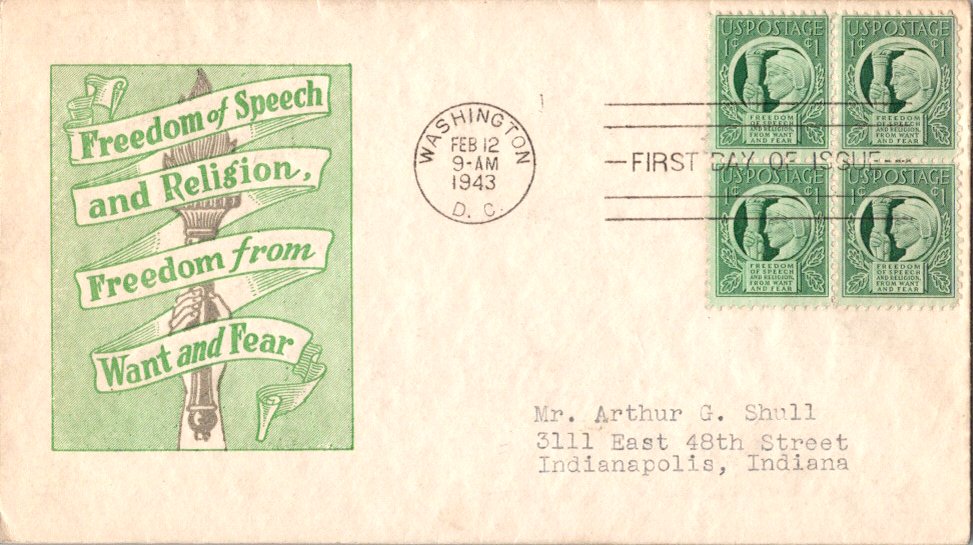 Freedom of Speech
and Religion,
Freedom from
Want and Fear
WASHINGTON
FEB 12
9-AM
1943
D. C.
FIRST DAY OF ISSUE
U.S. POSTAGE
1¢ ¢1
FREEDOM
OF SPEECH
AND RELIGION,
FROM WANT
AND FEAR
U.S. POSTAGE
1¢ ¢1
FREEDOM
OF SPEECH
AND RELIGION,
FROM WANT
AND FEAR
U.S. POSTAGE
1¢ ¢1
FREEDOM
OF SPEECH
AND RELIGION,
FROM WANT
AND FEAR
U.S. POSTAGE
1¢ ¢1
FREEDOM
OF SPEECH
AND RELIGION,
FROM WANT
AND FEAR
Mr. Arthur G. Shull
3111 East 48th Street
Indianapolis, Indiana